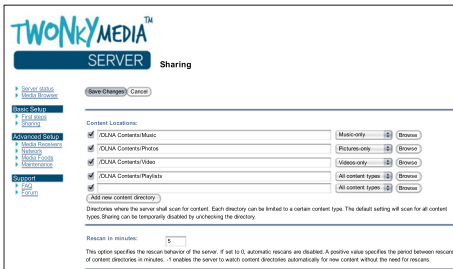 TWONKYMEDIA™
SERVER
Sharing
Server status
Media Browser
Save Changes Cancel
Basic Setup
First steps
Sharing
Advanced Setup
Media Receivers
Network
Media Feeds
Maintenance
Support
FAQ
Forum
Content Locations:
/DLNA Contents/Music Music-only Browse
/DLNA Contents/Photos Pictures-only Browse
/DLNA Contents/Video Videos-only Browse
/DLNA Contents/Playlists All content types Browse
All content types Browse
Add new content directory
Directories where the server shall scan for content. Each directory can be limited to a certain content type. The default setting will scan for all content
types.Sharing can be temporarily disabled by unchecking the directory.
Rescan in minutes: 5
This option specifies the rescan behavior of the server. If set to 0, automatic rescans are disabled. A positive value specifies the period between rescans
of content directories in minutes. -1 enables the server to watch content directories automatically for new content without the need for rescans.